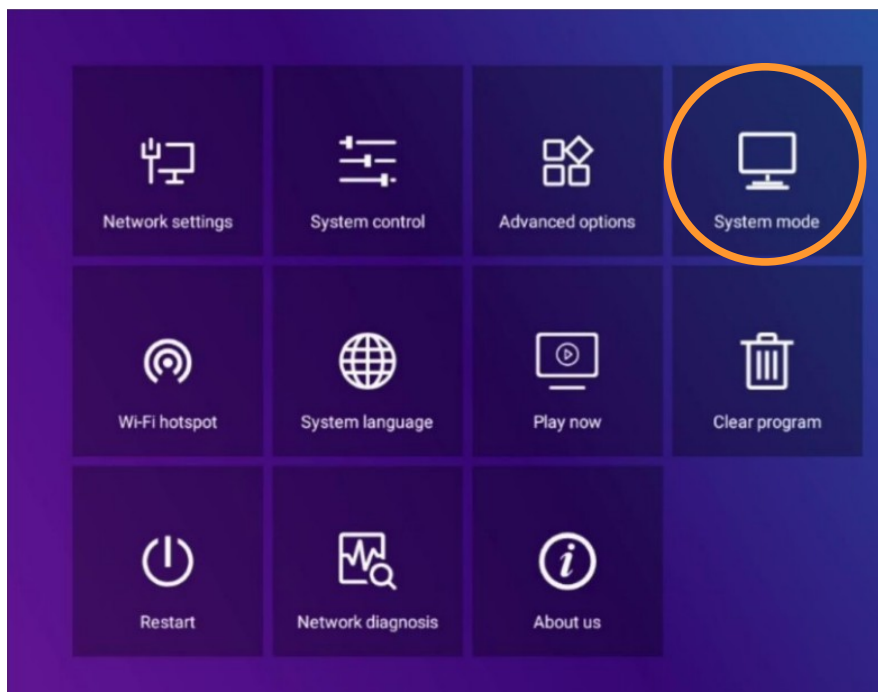 Network settings
System control
Advanced options
System mode
Wi-Fi hotspot
System language
Play now
Clear program
Restart
Network diagnosis
About us